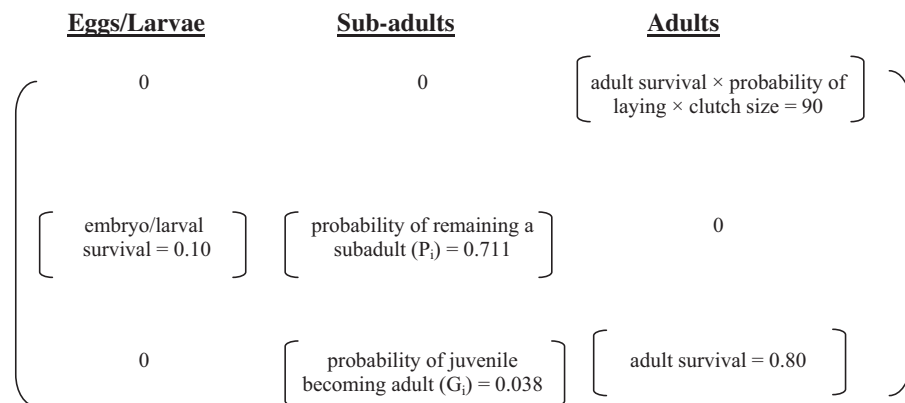 Eggs/Larvae Sub-adults Adults
0 0 adult survival × probability of
laying × clutch size = 90
embryo/larval
survival = 0.10
probability of remaining a
subadult (Pi) = 0.711
0
0
probability of juvenile
becoming adult (Gi) = 0.038
adult survival = 0.80